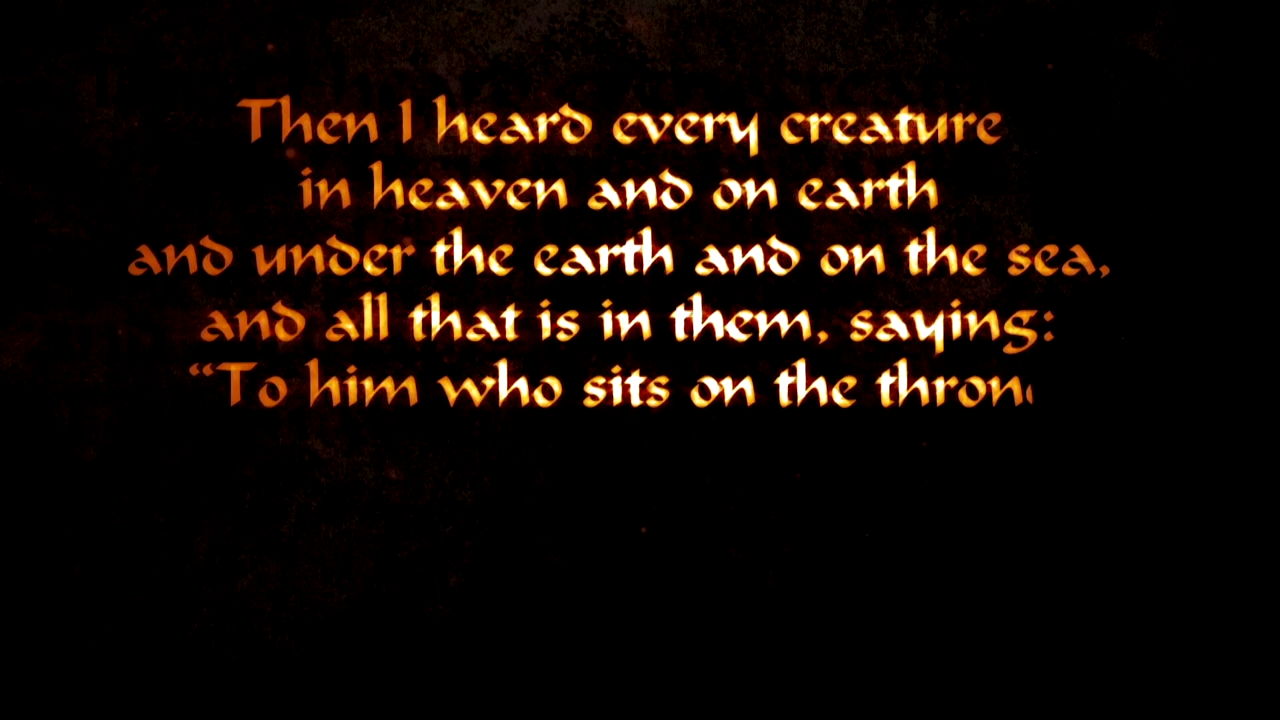 Then I heard every creature
in heaven and on earth
and under the earth and on the sea,
and all that is in them, saying:
“To him who sits on the thron